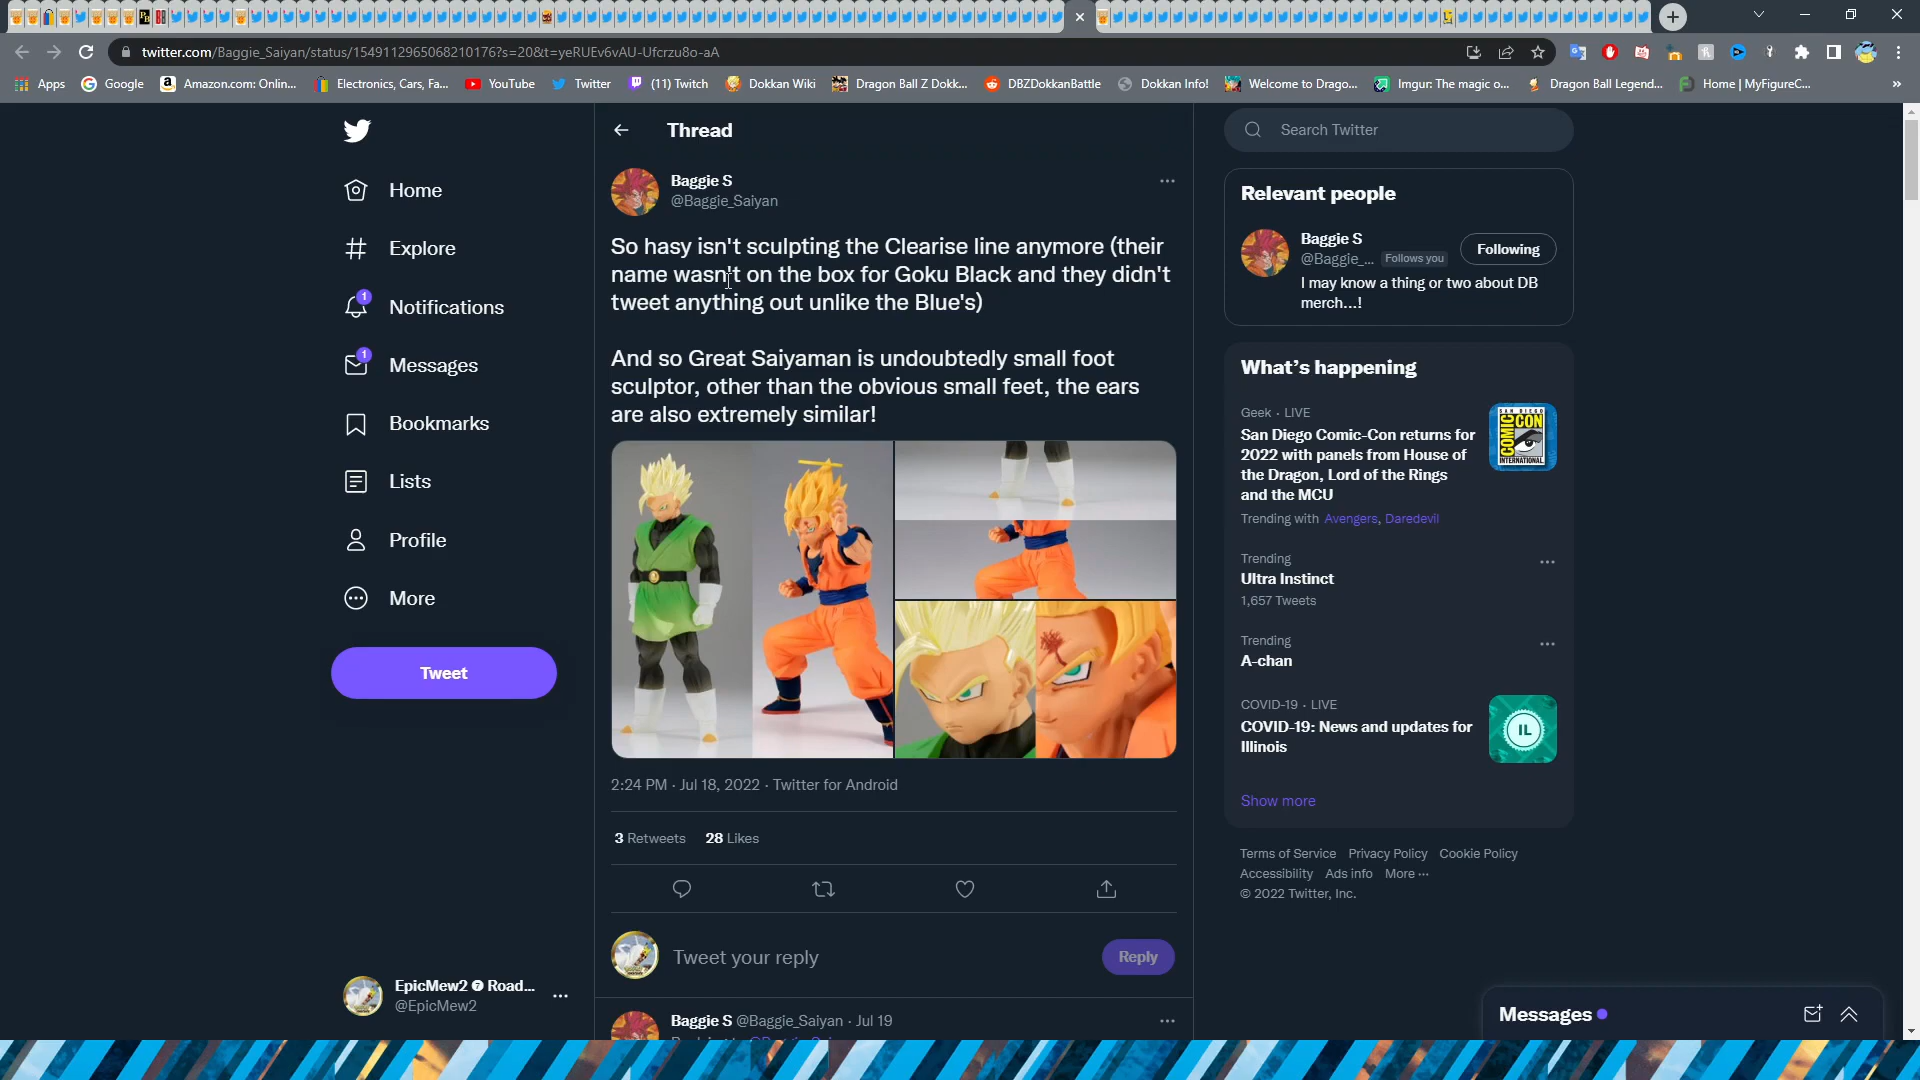 twitter.com/Baggie_Saiyan/status/1549112965068210176?s=20&t=yeRUEv6vAU-Ufcrzu8o-aA
Apps Google Amazon.com: Onlin... Electronics, Cars, Fa... YouTube Twitter (11) Twitch Dokkan Wiki Dragon Ball Z Dokk... DBZDokkanBattle Dokkan Info! Welcome to Drago... Imgur: The magic o... Dragon Ball Legend... Home | MyFigureC... »
Home
Explore
1
Notifications
1
Messages
Bookmarks
Lists
Profile
More
Tweet
EpicMew2 7 Road...
@EpicMew2
Thread
Baggie S
@Baggie_Saiyan
So hasy isn't sculpting the Clearise line anymore (their
name wasn't on the box for Goku Black and they didn't
tweet anything out unlike the Blue's)
And so Great Saiyaman is undoubtedly small foot
sculptor, other than the obvious small feet, the ears
are also extremely similar!
2:24 PM · Jul 18, 2022 · Twitter for Android
3 Retweets 28 Likes
Tweet your reply
Reply
Baggie S @Baggie_Saiyan · Jul 19
Search Twitter
Relevant people
Baggie S
@Baggie_... Follows you
Following
I may know a thing or two about DB
merch...!
What's happening
Geek · LIVE
San Diego Comic-Con returns for
2022 with panels from House of
the Dragon, Lord of the Rings
and the MCU
SAN DIEGO
COMIC CON
INTERNATIONAL
Trending with Avengers, Daredevil
Trending
Ultra Instinct
1,657 Tweets
Trending
A-chan
COVID-19 · LIVE
COVID-19: News and updates for
Illinois
IL
Show more
Terms of Service Privacy Policy Cookie Policy
Accessibility Ads info More ···
© 2022 Twitter, Inc.
Messages